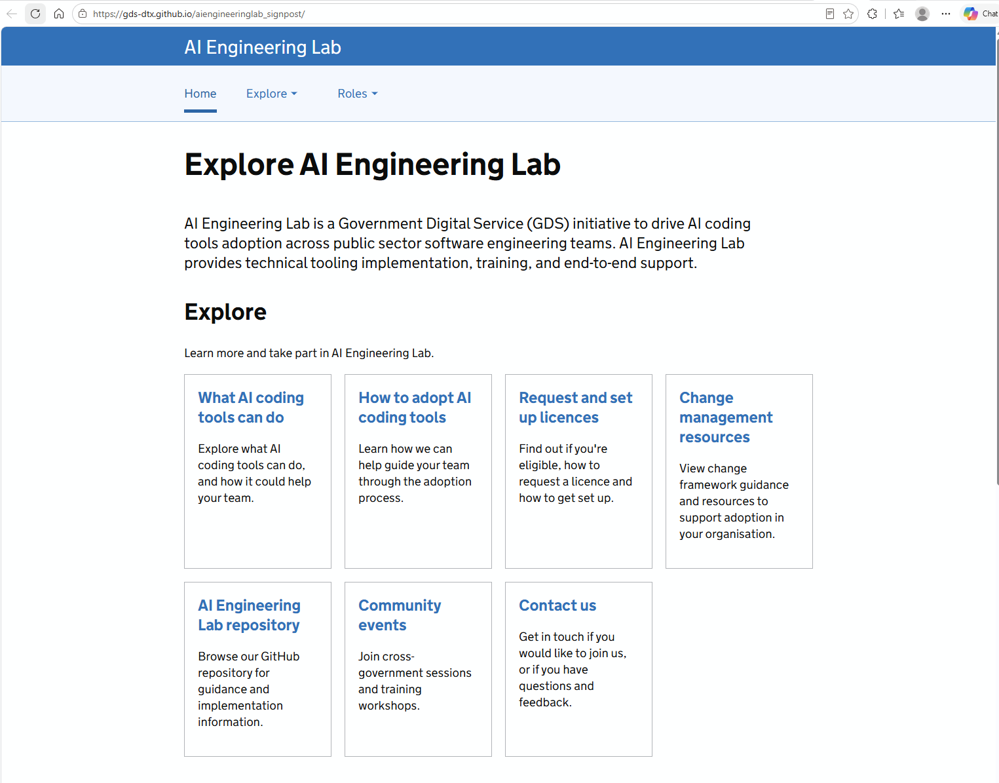 https://gds-dtx.github.io/aiengineeringlab_signpost/
Chat
AI Engineering Lab
Home
Explore
Roles
Explore AI Engineering Lab
AI Engineering Lab is a Government Digital Service (GDS) initiative to drive AI coding
tools adoption across public sector software engineering teams. AI Engineering Lab
provides technical tooling implementation, training, and end-to-end support.
Explore
Learn more and take part in AI Engineering Lab.
What AI coding
tools can do
Explore what AI
coding tools can do,
and how it could help
your team.
How to adopt AI
coding tools
Learn how we can
help guide your team
through the adoption
process.
Request and set
up licences
Find out if you're
eligible, how to
request a licence and
how to get set up.
Change
management
resources
View change
framework guidance
and resources to
support adoption in
your organisation.
AI Engineering
Lab repository
Browse our GitHub
repository for
guidance and
implementation
information.
Community
events
Join cross-
government sessions
and training
workshops.
Contact us
Get in touch if you
would like to join us,
or if you have
questions and
feedback.